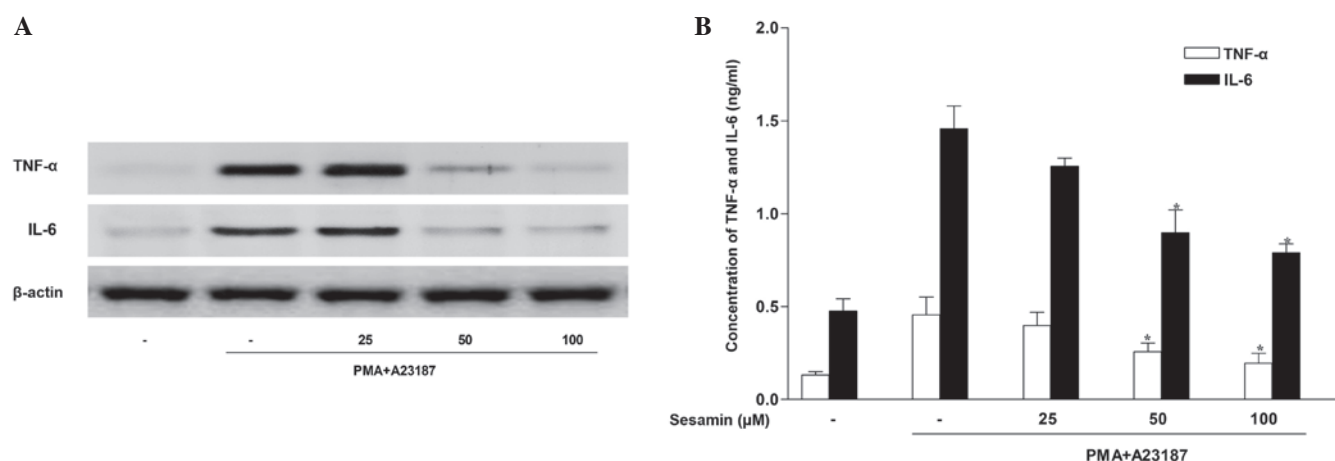 A
TNF-α
IL-6
β-actin
- - 25 50 100
PMA+A23187
B
Concentration of TNF-α and IL-6 (ng/ml)
2.0
1.5
1.0
0.5
0.0
TNF-α
IL-6
*
*
*
*
Sesamin (μM) - - 25 50 100
PMA+A23187